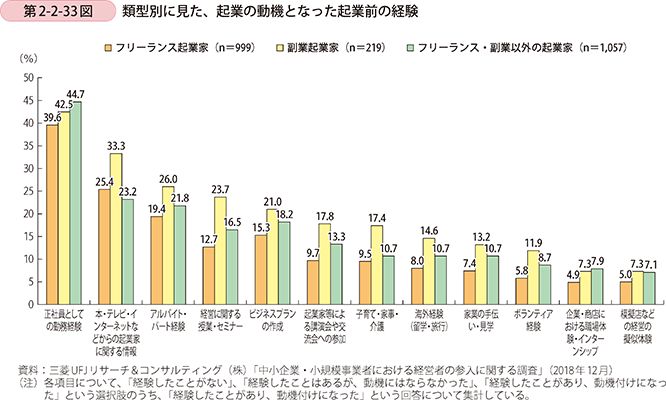 第2-2-33図 類型別に見た、起業の動機となった起業前の経験
(%)
フリーランス起業家（n＝999） 副業起業家（n＝219） フリーランス・副業以外の起業家（n＝1,057）
50
45
40
35
30
25
20
15
10
5
0
39.6 42.5 44.7
25.4 33.3 23.2
19.4 26.0 21.8
12.7 23.7 16.5
15.3 21.0 18.2
9.7 17.8 13.3
9.5 17.4 10.7
8.0 14.6 10.7
7.4 13.2 10.7
5.8 11.9 8.7
4.9 7.3 7.9
5.0 7.3 7.1
正社員として
の勤務経験
本・テレビ・イ
ンターネットな
どからの起業家
に関する情報
アルバイト・
パート経験
経営に関する
授業・セミナー
ビジネスプラン
の作成
起業家等によ
る講演会や交
流会への参加
子育て・家事・
介護
海外経験
（留学・旅行）
家業の手伝
い・見学
ボランティア
経験
企業・商店に
おける職場体
験・インターン
シップ
模擬店など
の経営の
疑似体験
資料：三菱UFJリサーチ＆コンサルティング（株）「中小企業・小規模事業者における経営者の参入に関する調査」（2018年12月）
（注）各項目について、「経験したことがない」、「経験したことはあるが、動機にはならなかった」、「経験したことがあり、動機付けになっ
た」という選択肢のうち、「経験したことがあり、動機付けになった」という回答について集計している。